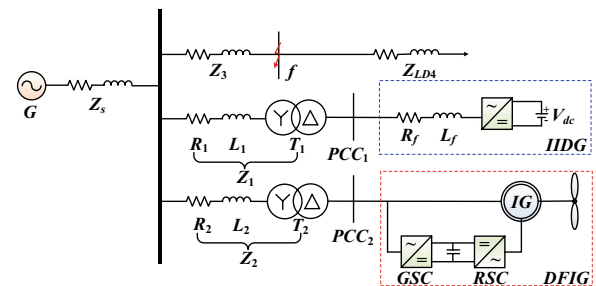 G
Z_s
Z_3
f
Z_LD4
R_1 L_1 T_1
Z_1
PCC_1
R_f L_f
V_dc
+
-
IIDG
R_2 L_2 T_2
Z_2
PCC_2
IG
GSC
RSC
DFIG